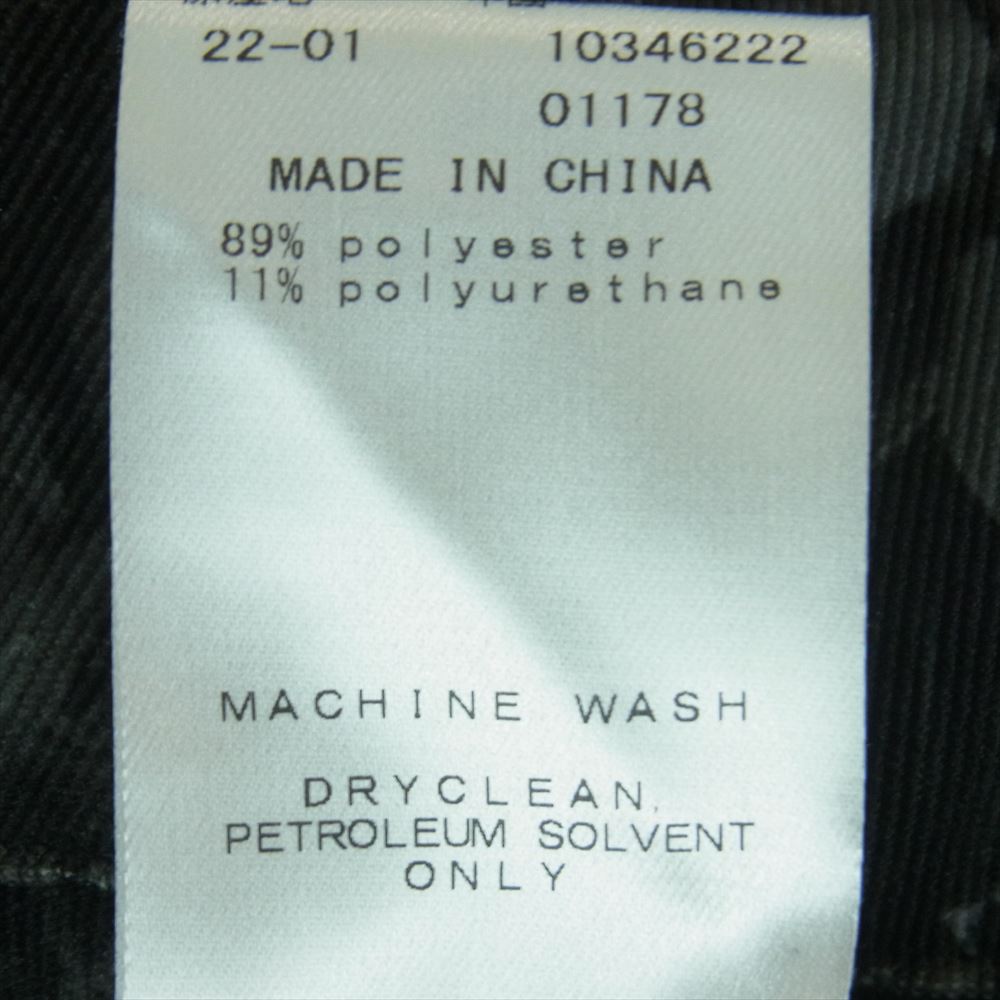 22-01 10346222
01178
MADE IN CHINA
89% polyester
11% polyurethane
MACHINE WASH
DRYCLEAN,
PETROLEUM SOLVENT
ONLY